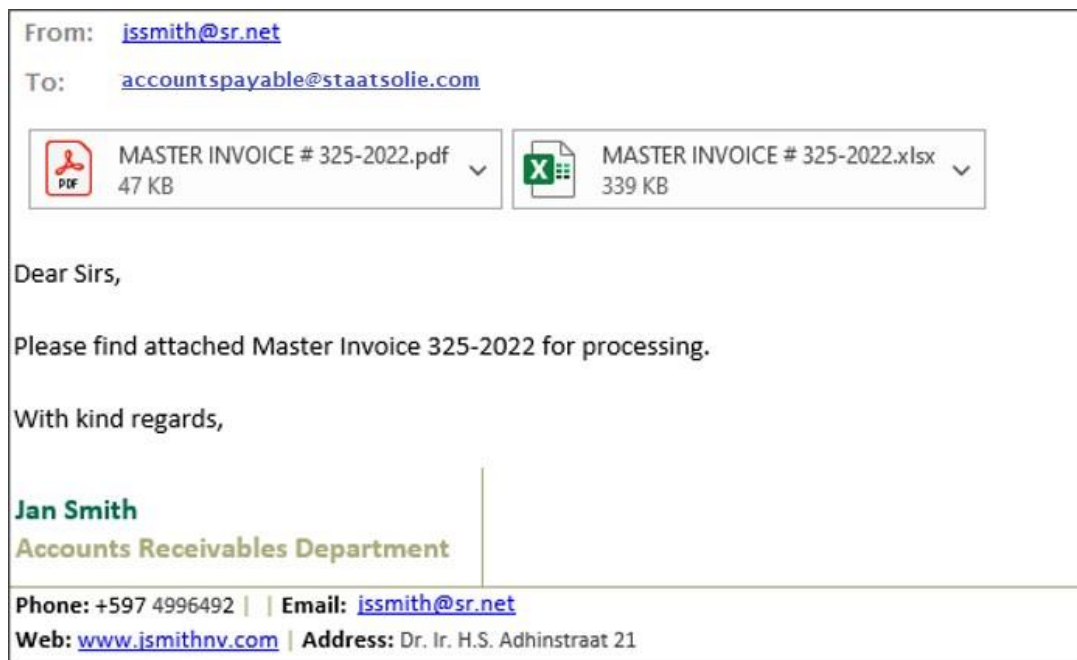 From: jssmith@sr.net
To: accountspayable@staatsolie.com
MASTER INVOICE # 325-2022.pdf
47 KB
PDF
MASTER INVOICE # 325-2022.xlsx
339 KB
X
Dear Sirs,
Please find attached Master Invoice 325-2022 for processing.
With kind regards,
Jan Smith
Accounts Receivables Department
Phone: +597 4996492 | | Email: jssmith@sr.net
Web: www.jsmithnv.com | Address: Dr. Ir. H.S. Adhinstraat 21